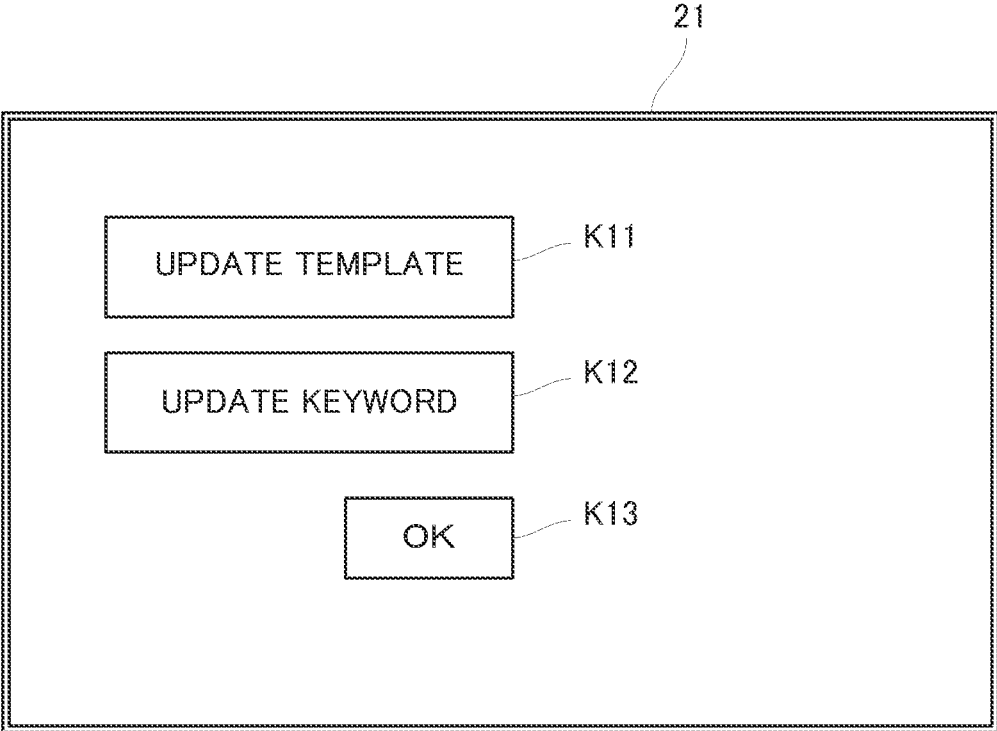 21
UPDATE TEMPLATE
K11
UPDATE KEYWORD
K12
OK
K13